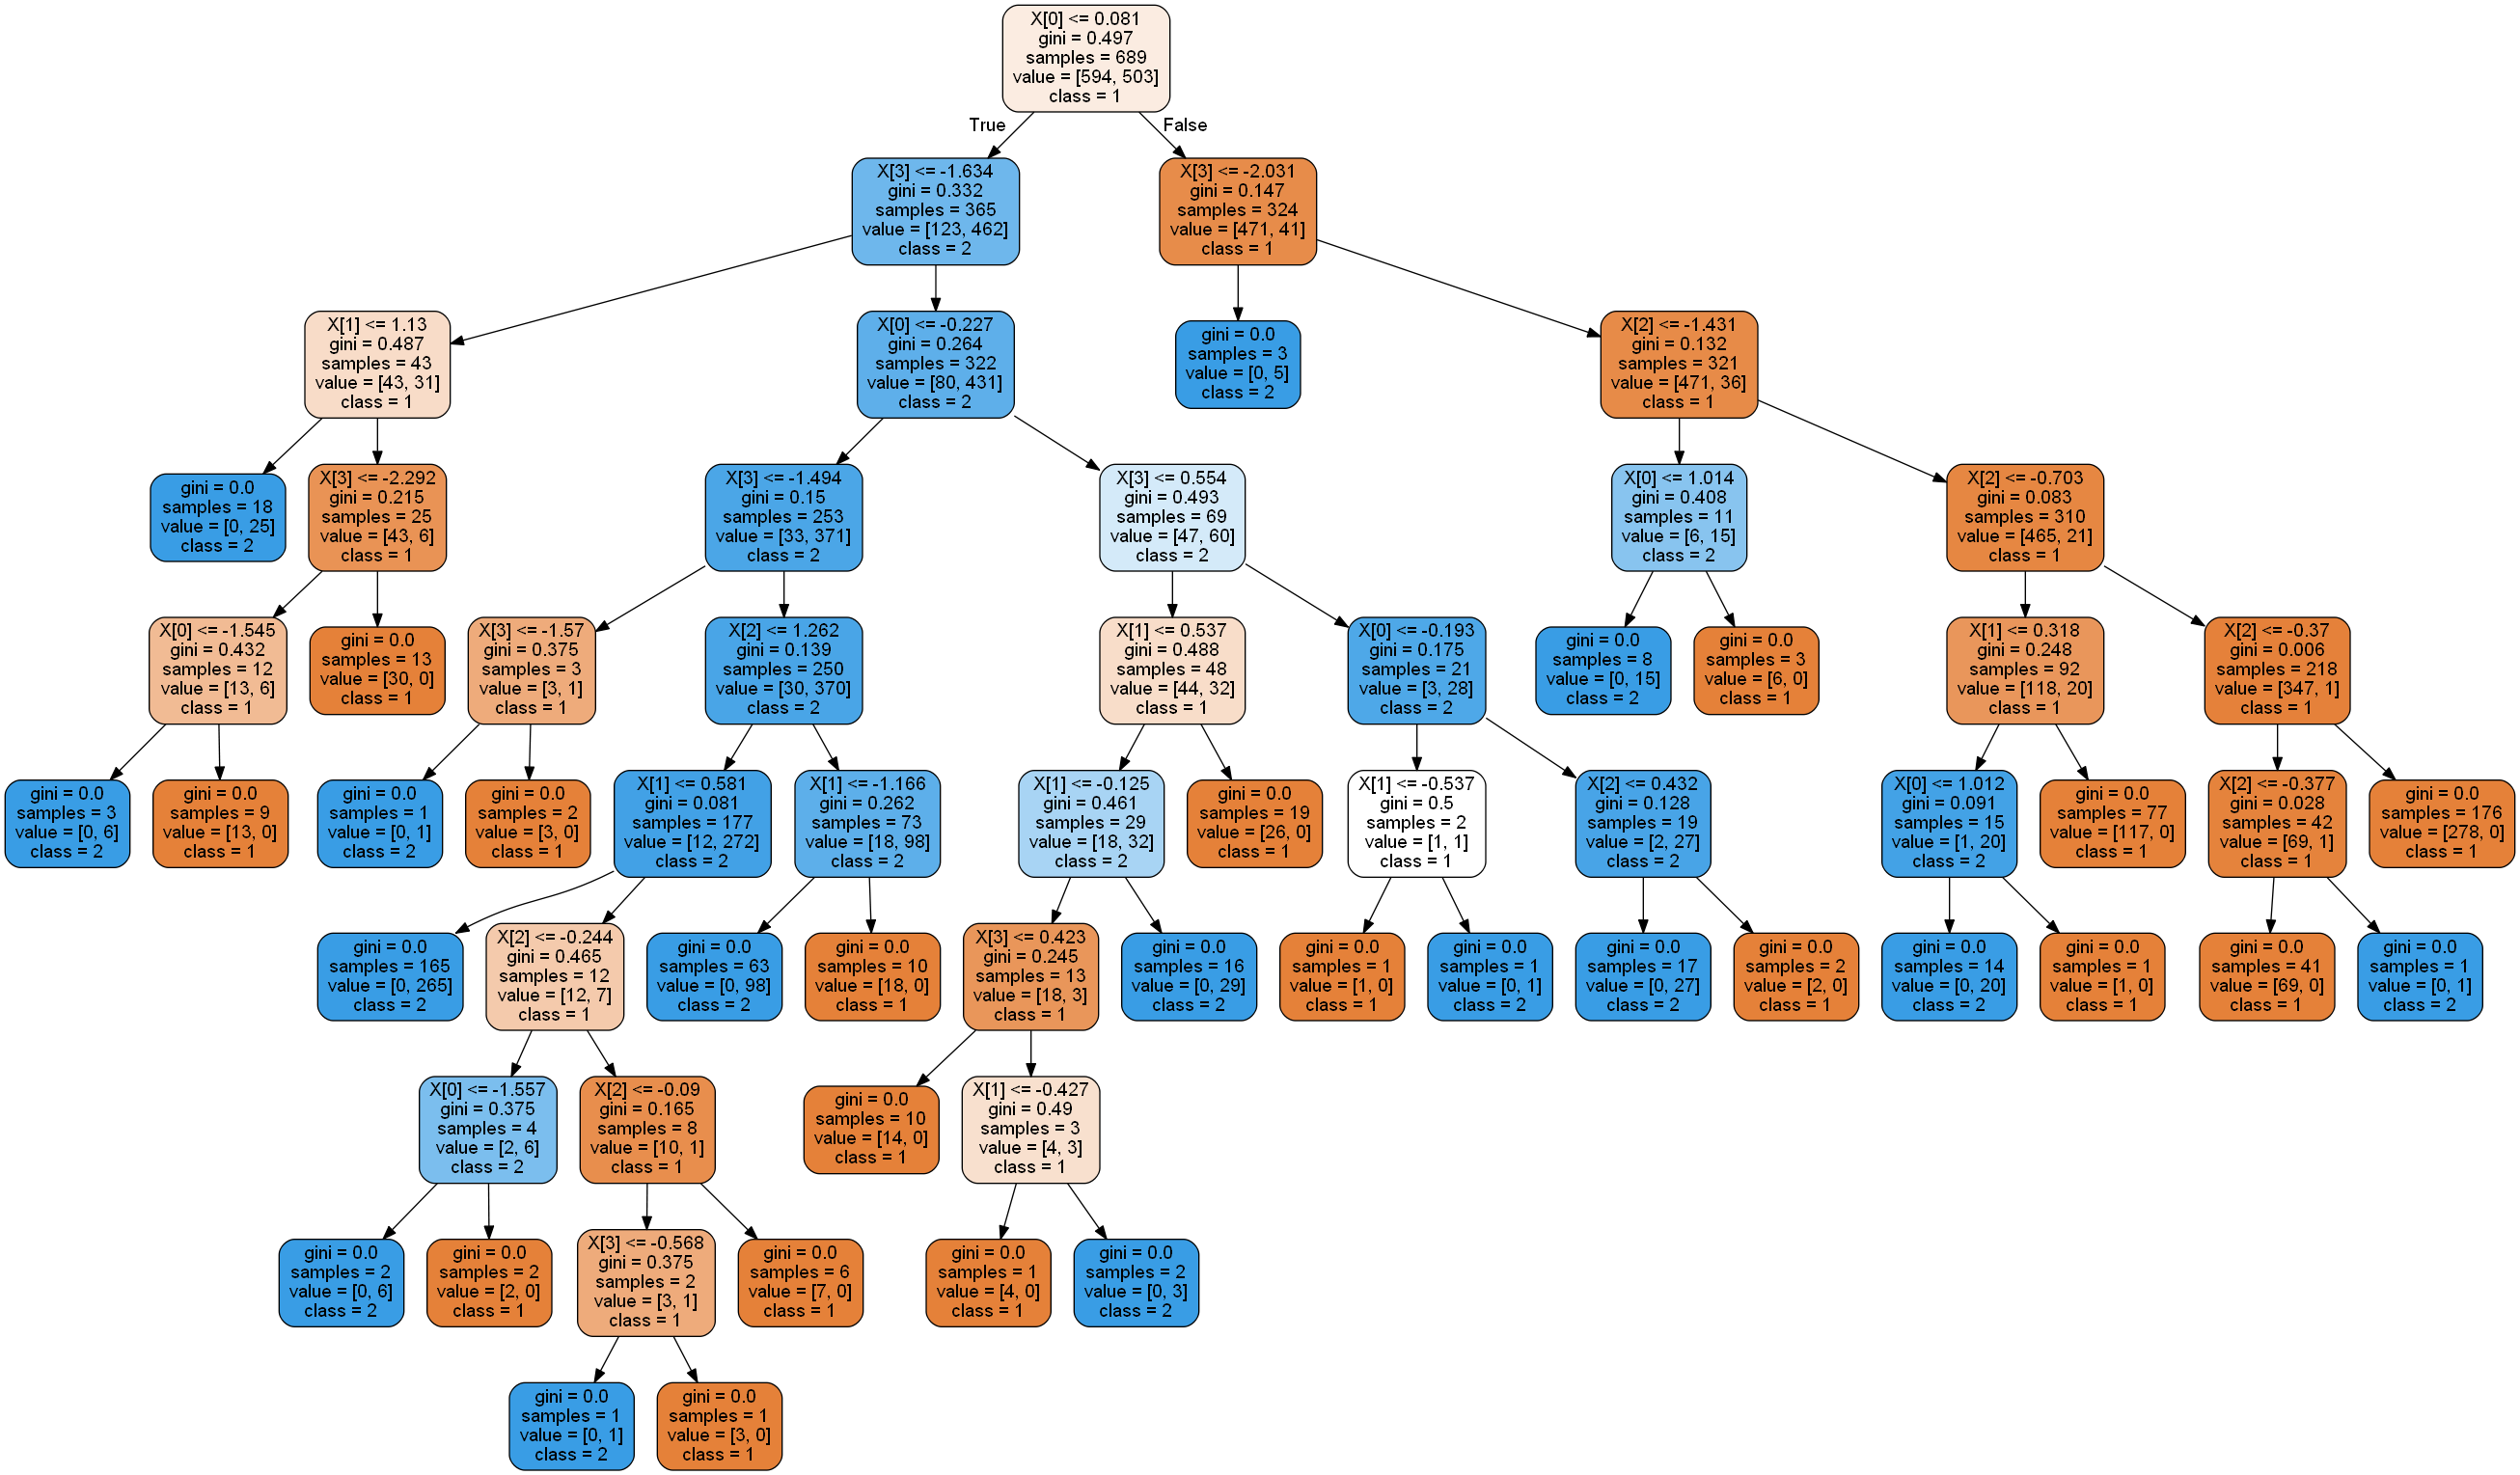 X[0] <= 0.081
gini = 0.497
samples = 689
value = [594, 503]
class = 1
True
False
X[3] <= -1.634
gini = 0.332
samples = 365
value = [123, 462]
class = 2
X[3] <= -2.031
gini = 0.147
samples = 324
value = [471, 41]
class = 1
X[1] <= 1.13
gini = 0.487
samples = 43
value = [43, 31]
class = 1
X[0] <= -0.227
gini = 0.264
samples = 322
value = [80, 431]
class = 2
gini = 0.0
samples = 3
value = [0, 5]
class = 2
X[2] <= -1.431
gini = 0.132
samples = 321
value = [471, 36]
class = 1
gini = 0.0
samples = 18
value = [0, 25]
class = 2
X[3] <= -2.292
gini = 0.215
samples = 25
value = [43, 6]
class = 1
X[3] <= -1.494
gini = 0.15
samples = 253
value = [33, 371]
class = 2
X[3] <= 0.554
gini = 0.493
samples = 69
value = [47, 60]
class = 2
X[0] <= 1.014
gini = 0.408
samples = 11
value = [6, 15]
class = 2
X[2] <= -0.703
gini = 0.083
samples = 310
value = [465, 21]
class = 1
X[0] <= -1.545
gini = 0.432
samples = 12
value = [13, 6]
class = 1
gini = 0.0
samples = 13
value = [30, 0]
class = 1
X[3] <= -1.57
gini = 0.375
samples = 3
value = [3, 1]
class = 1
X[2] <= 1.262
gini = 0.139
samples = 250
value = [30, 370]
class = 2
X[1] <= 0.537
gini = 0.488
samples = 48
value = [44, 32]
class = 1
X[0] <= -0.193
gini = 0.175
samples = 21
value = [3, 28]
class = 2
gini = 0.0
samples = 8
value = [0, 15]
class = 2
gini = 0.0
samples = 3
value = [6, 0]
class = 1
X[1] <= 0.318
gini = 0.248
samples = 92
value = [118, 20]
class = 1
X[2] <= -0.37
gini = 0.006
samples = 218
value = [347, 1]
class = 1
gini = 0.0
samples = 3
value = [0, 6]
class = 2
gini = 0.0
samples = 9
value = [13, 0]
class = 1
gini = 0.0
samples = 1
value = [0, 1]
class = 2
gini = 0.0
samples = 2
value = [3, 0]
class = 1
X[1] <= 0.581
gini = 0.081
samples = 177
value = [12, 272]
class = 2
X[1] <= -1.166
gini = 0.262
samples = 73
value = [18, 98]
class = 2
X[1] <= -0.125
gini = 0.461
samples = 29
value = [18, 32]
class = 2
gini = 0.0
samples = 19
value = [26, 0]
class = 1
X[1] <= -0.537
gini = 0.5
samples = 2
value = [1, 1]
class = 1
X[2] <= 0.432
gini = 0.128
samples = 19
value = [2, 27]
class = 2
X[0] <= 1.012
gini = 0.091
samples = 15
value = [1, 20]
class = 2
gini = 0.0
samples = 77
value = [117, 0]
class = 1
X[2] <= -0.377
gini = 0.028
samples = 42
value = [69, 1]
class = 1
gini = 0.0
samples = 176
value = [278, 0]
class = 1
gini = 0.0
samples = 165
value = [0, 265]
class = 2
X[2] <= -0.244
gini = 0.465
samples = 12
value = [12, 7]
class = 1
gini = 0.0
samples = 63
value = [0, 98]
class = 2
gini = 0.0
samples = 10
value = [18, 0]
class = 1
X[3] <= 0.423
gini = 0.245
samples = 13
value = [18, 3]
class = 1
gini = 0.0
samples = 16
value = [0, 29]
class = 2
gini = 0.0
samples = 1
value = [1, 0]
class = 1
gini = 0.0
samples = 1
value = [0, 1]
class = 2
gini = 0.0
samples = 17
value = [0, 27]
class = 2
gini = 0.0
samples = 2
value = [2, 0]
class = 1
gini = 0.0
samples = 14
value = [0, 20]
class = 2
gini = 0.0
samples = 1
value = [1, 0]
class = 1
gini = 0.0
samples = 41
value = [69, 0]
class = 1
gini = 0.0
samples = 1
value = [0, 1]
class = 2
X[0] <= -1.557
gini = 0.375
samples = 4
value = [2, 6]
class = 2
X[2] <= -0.09
gini = 0.165
samples = 8
value = [10, 1]
class = 1
gini = 0.0
samples = 10
value = [14, 0]
class = 1
X[1] <= -0.427
gini = 0.49
samples = 3
value = [4, 3]
class = 1
gini = 0.0
samples = 2
value = [0, 6]
class = 2
gini = 0.0
samples = 2
value = [2, 0]
class = 1
X[3] <= -0.568
gini = 0.375
samples = 2
value = [3, 1]
class = 1
gini = 0.0
samples = 6
value = [7, 0]
class = 1
gini = 0.0
samples = 1
value = [4, 0]
class = 1
gini = 0.0
samples = 2
value = [0, 3]
class = 2
gini = 0.0
samples = 1
value = [0, 1]
class = 2
gini = 0.0
samples = 1
value = [3, 0]
class = 1